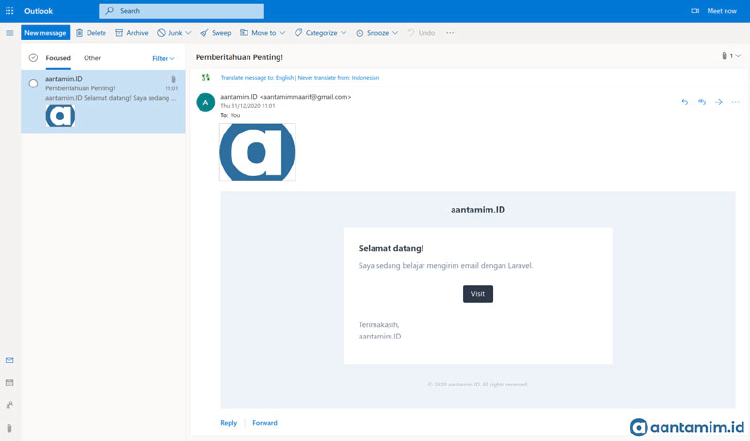 Outlook
Search
Meet now
New message
Delete
Archive
Junk
Sweep
Move to
Categorize
Snooze
Undo
Focused
Other
Filter
aantamim.ID
Pemberitahuan Penting!
11:01
aantamim.ID Selamat datang! Saya sedang ...
a
Pemberitahuan Penting!
1
Translate message to: English | Never translate from: Indonesian
A
aantamim.ID <aantamimmaarif@gmail.com>
Thu 31/12/2020 11:01
To: You
a
aantamim.ID
Selamat datang!
Saya sedang belajar mengirim email dengan Laravel.
Visit
Terimakasih,
aantamim.ID
© 2020 aantamim.ID. All rights reserved.
Reply
Forward
aantamim.id